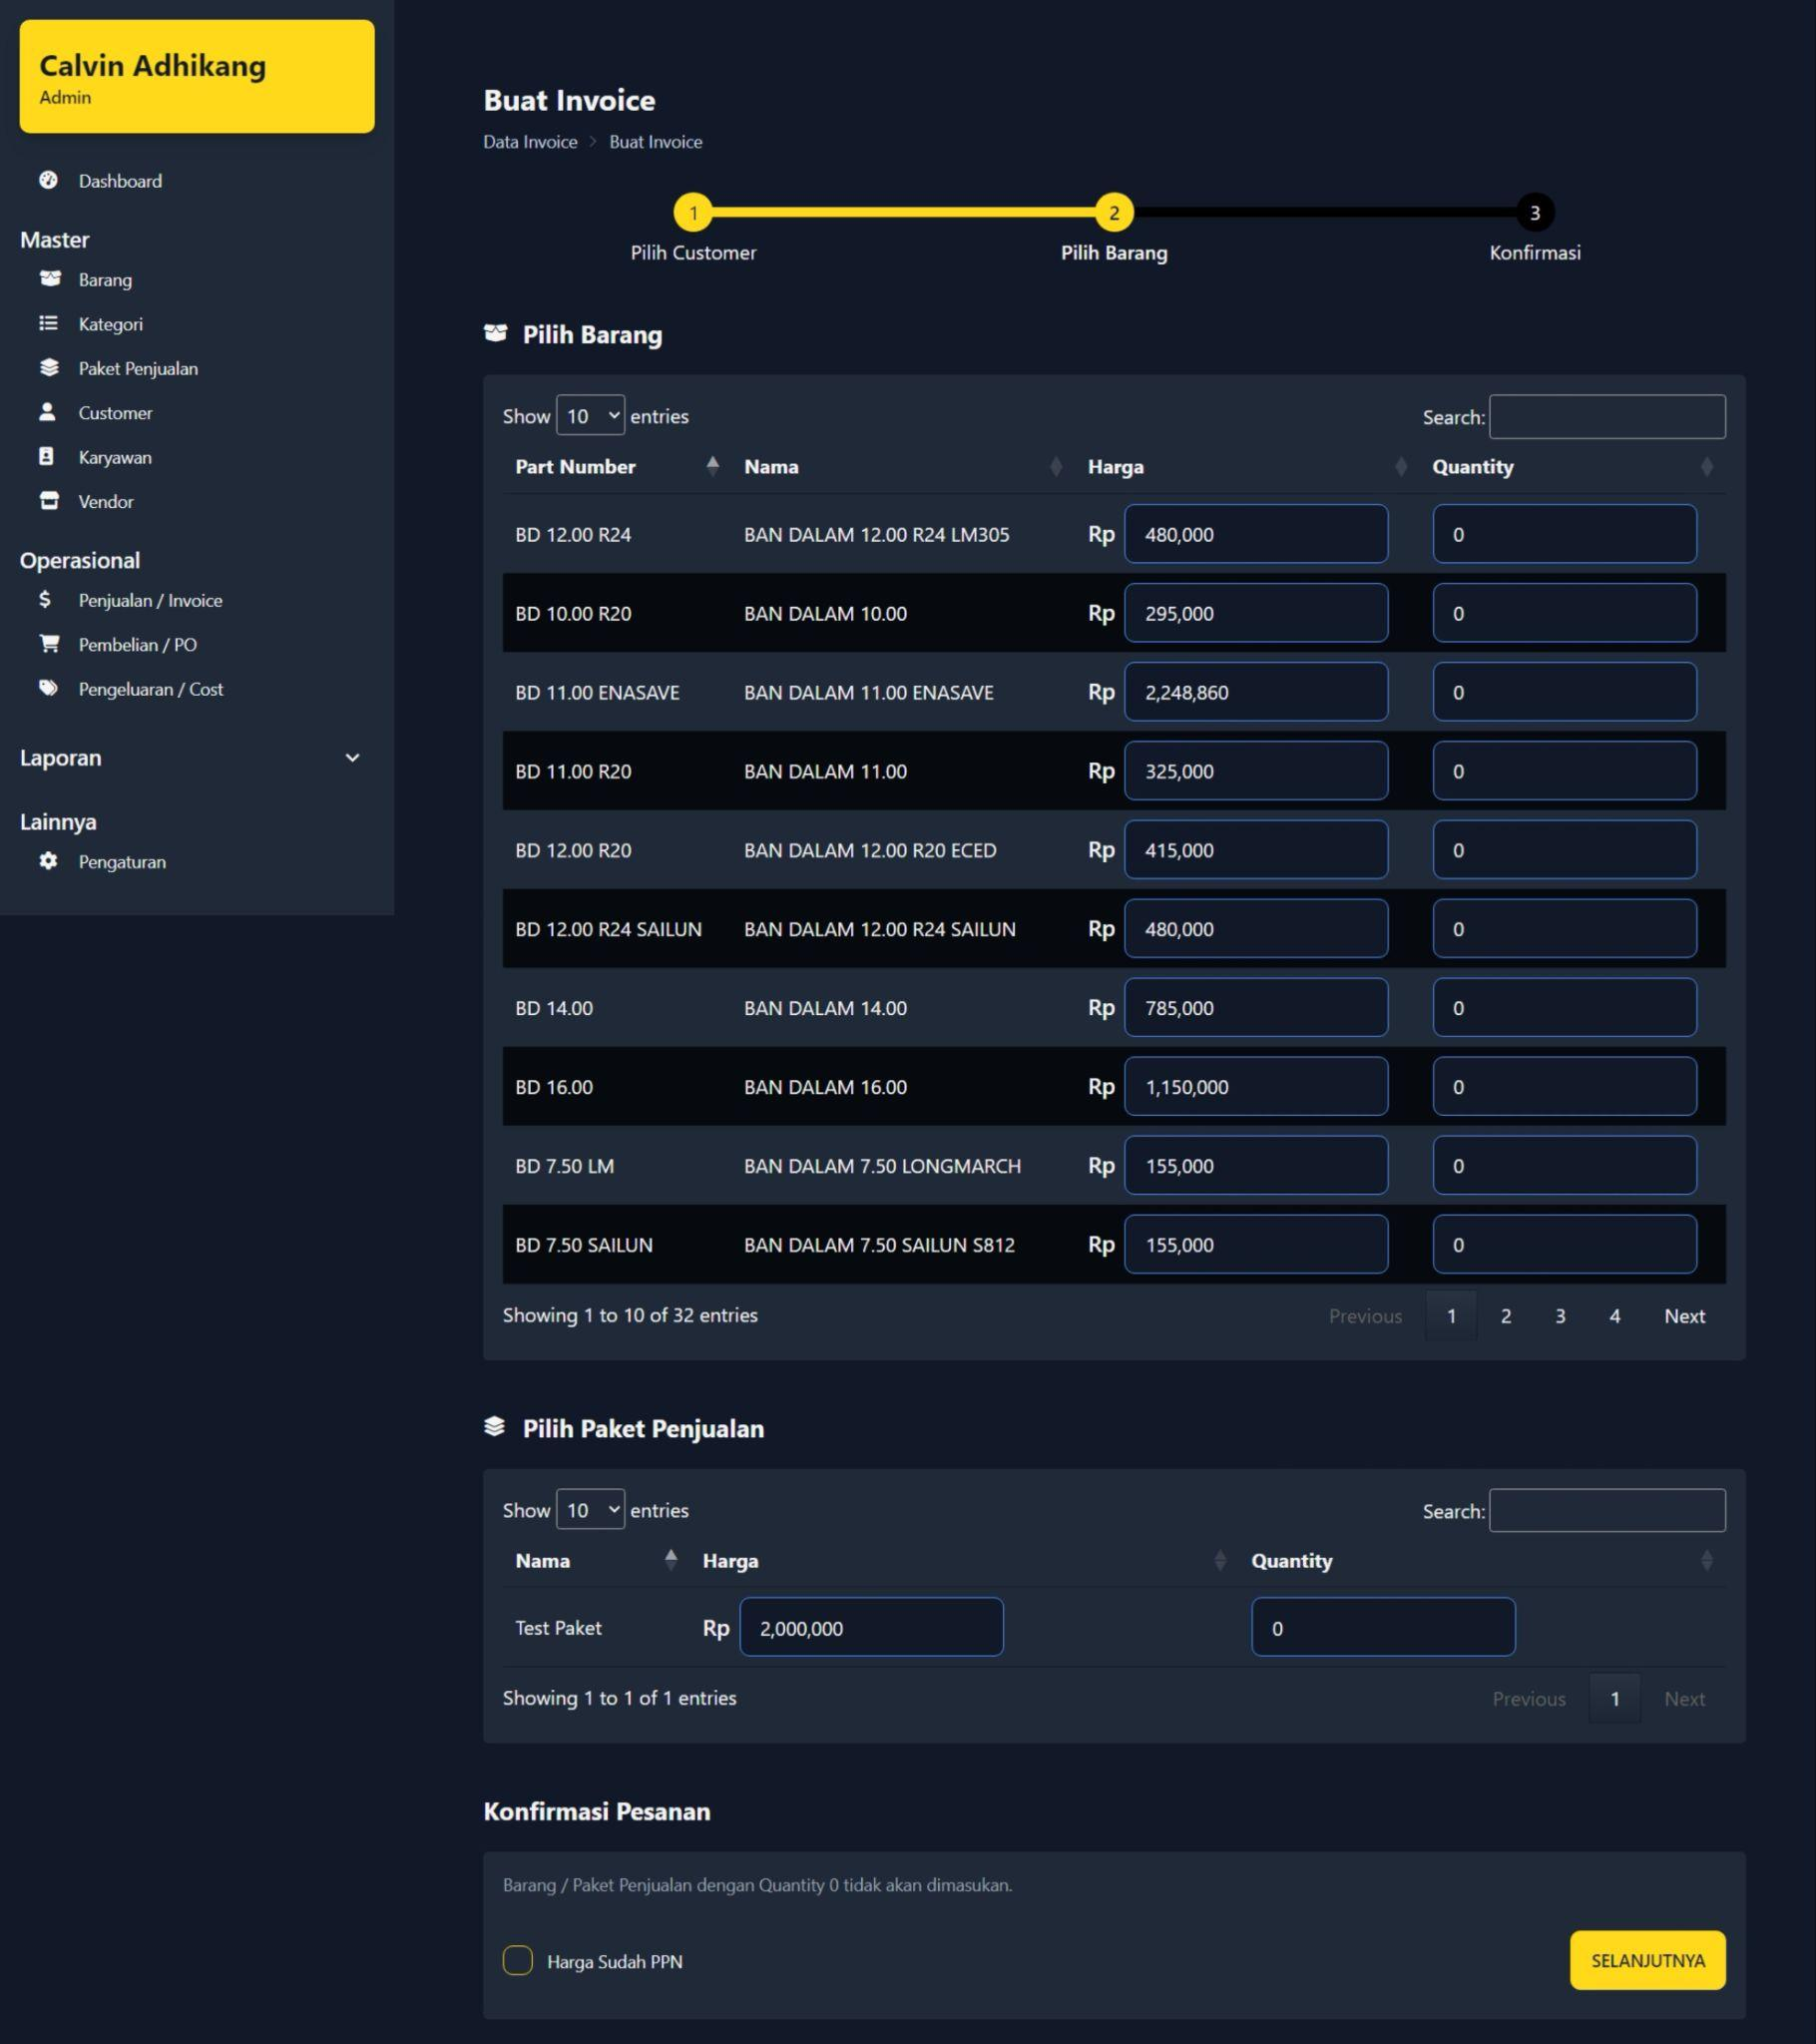 Calvin Adhikang
Admin
Dashboard
Master
Barang
Kategori
Paket Penjualan
Customer
Karyawan
Vendor
Operasional
Penjualan / Invoice
Pembelian / PO
Pengeluaran / Cost
Laporan
Lainnya
Pengaturan
Buat Invoice
Data Invoice > Buat Invoice
1 2 3
Pilih Customer Pilih Barang Konfirmasi
Pilih Barang
Show 10 entries Search:
Part Number Nama Harga Quantity
BD 12.00 R24 BAN DALAM 12.00 R24 LM305 Rp 480,000 0
BD 10.00 R20 BAN DALAM 10.00 Rp 295,000 0
BD 11.00 ENASAVE BAN DALAM 11.00 ENASAVE Rp 2,248,860 0
BD 11.00 R20 BAN DALAM 11.00 Rp 325,000 0
BD 12.00 R20 BAN DALAM 12.00 R20 ECED Rp 415,000 0
BD 12.00 R24 SAILUN BAN DALAM 12.00 R24 SAILUN Rp 480,000 0
BD 14.00 BAN DALAM 14.00 Rp 785,000 0
BD 16.00 BAN DALAM 16.00 Rp 1,150,000 0
BD 7.50 LM BAN DALAM 7.50 LONGMARCH Rp 155,000 0
BD 7.50 SAILUN BAN DALAM 7.50 SAILUN S812 Rp 155,000 0
Showing 1 to 10 of 32 entries Previous 1 2 3 4 Next
Pilih Paket Penjualan
Show 10 entries Search:
Nama Harga Quantity
Test Paket Rp 2,000,000 0
Showing 1 to 1 of 1 entries Previous 1 Next
Konfirmasi Pesanan
Barang / Paket Penjualan dengan Quantity 0 tidak akan dimasukan.
Harga Sudah PPN SELANJUTNYA